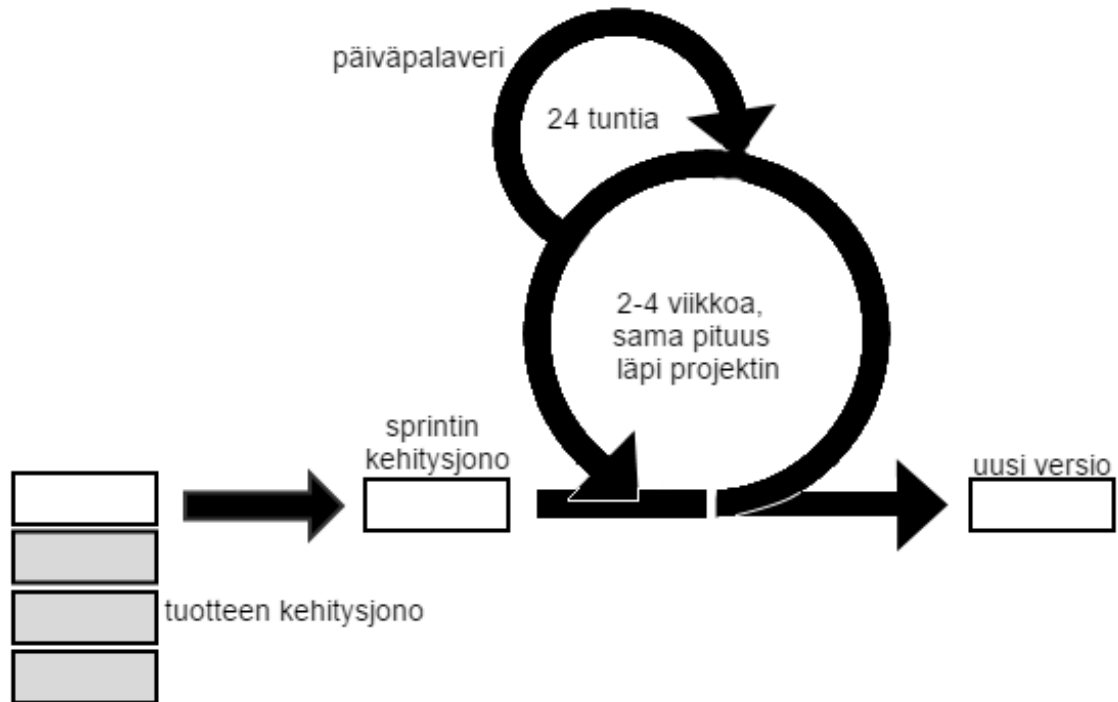 päiväpalaveri
24 tuntia
2-4 viikkoa,
sama pituus
läpi projektin
sprintin
kehitysjono
uusi versio
tuotteen kehitysjono